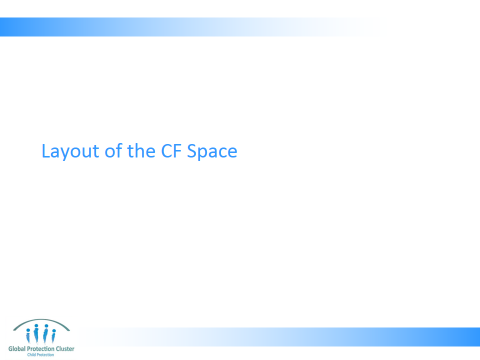 Layout of the CF Space
Global Protection Cluster
Child Protection